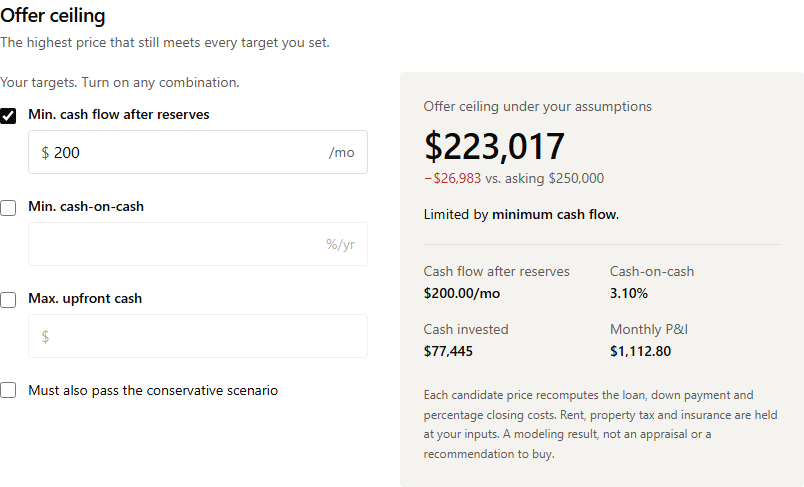 Offer ceiling
The highest price that still meets every target you set.
Your targets. Turn on any combination.
Min. cash flow after reserves
$ 200 /mo
Min. cash-on-cash
%/yr
Max. upfront cash
$
Must also pass the conservative scenario
Offer ceiling under your assumptions
$223,017
−$26,983 vs. asking $250,000
Limited by minimum cash flow.
Cash flow after reserves
$200.00/mo
Cash-on-cash
3.10%
Cash invested
$77,445
Monthly P&I
$1,112.80
Each candidate price recomputes the loan, down payment and
percentage closing costs. Rent, property tax and insurance are held
at your inputs. A modeling result, not an appraisal or a
recommendation to buy.